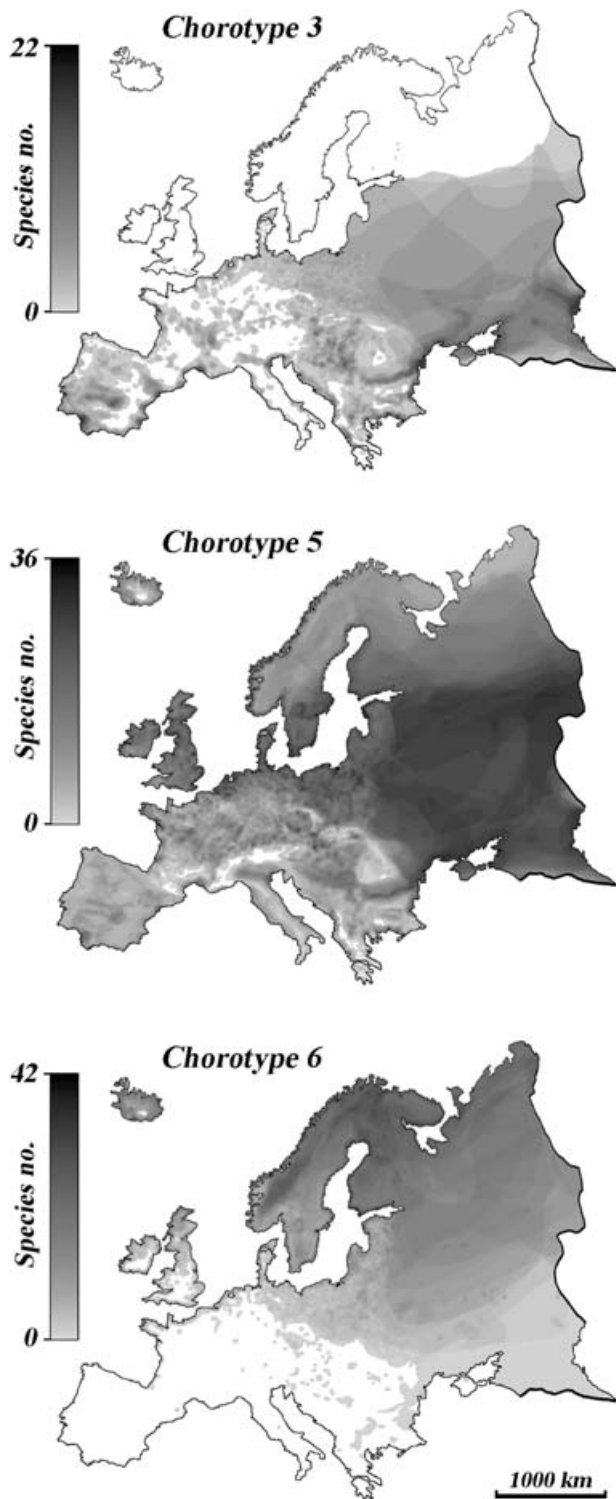 Chorotype 3
22
Species no.
0
Chorotype 5
36
Species no.
0
Chorotype 6
42
Species no.
0
1000 km